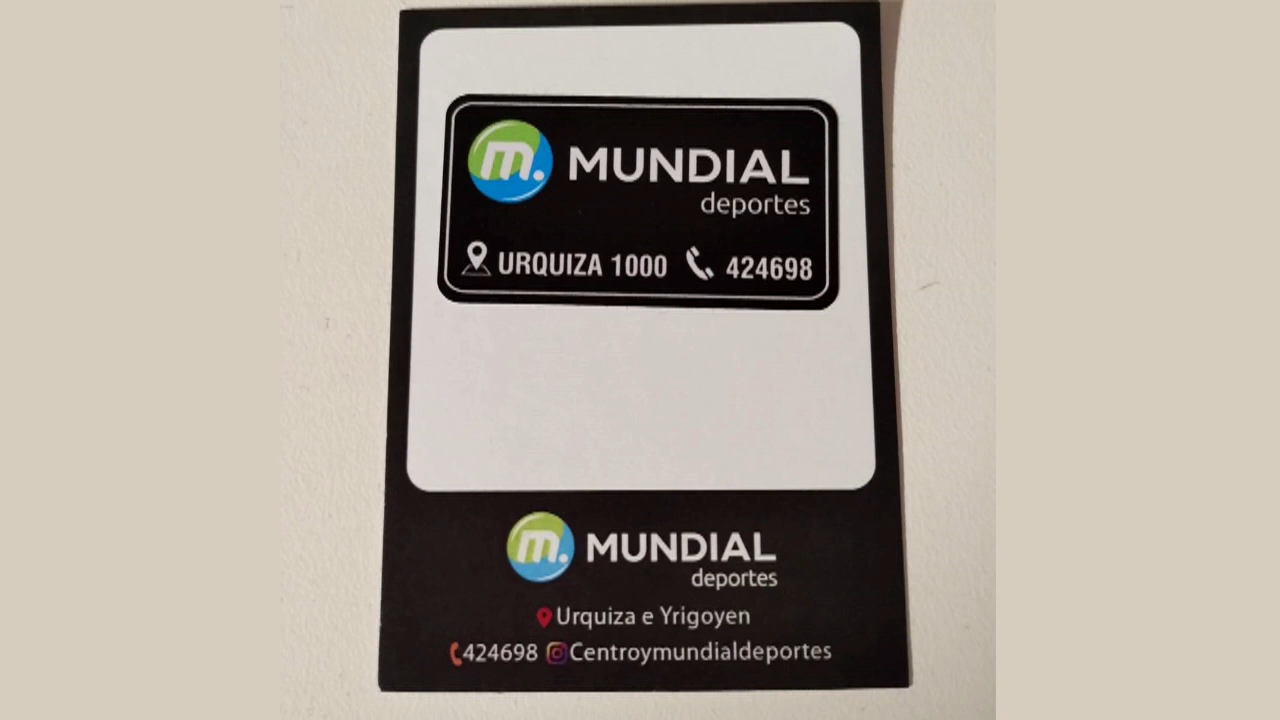 m. MUNDIAL
deportes
URQUIZA 1000 424698
m. MUNDIAL
deportes
Urquiza e Yrigoyen
424698 Centroymundialdeportes